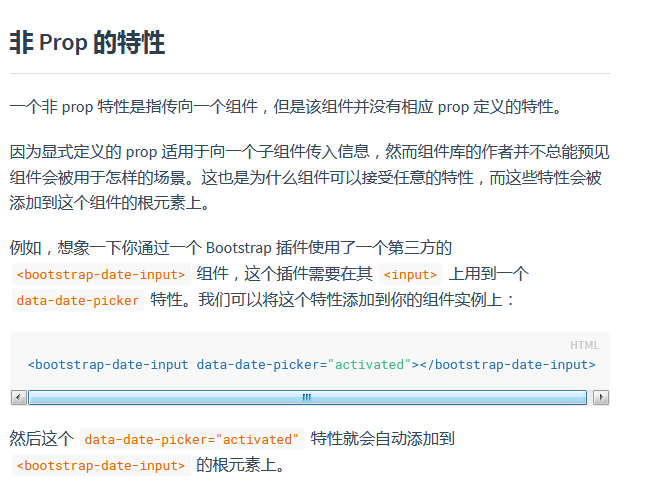 非 Prop 的特性
一个非 prop 特性是指传向一个组件，但是该组件并没有相应 prop 定义的特性。
因为显式定义的 prop 适用于向一个子组件传入信息，然而组件库的作者并不总能预见
组件会被用于怎样的场景。这也是为什么组件可以接受任意的特性，而这些特性会被
添加到这个组件的根元素上。
例如，想象一下你通过一个 Bootstrap 插件使用了一个第三方的
<bootstrap-date-input> 组件，这个插件需要在其 <input> 上用到一个
data-date-picker 特性。我们可以将这个特性添加到你的组件实例上：
HTML
<bootstrap-date-input data-date-picker="activated"></bootstrap-date-input>
然后这个 data-date-picker="activated" 特性就会自动添加到
<bootstrap-date-input> 的根元素上。